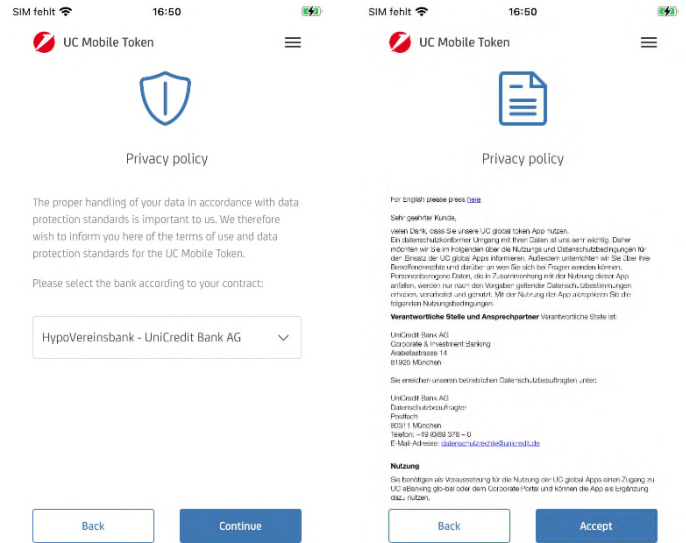 SIM fehlt 16:50
UC Mobile Token
Privacy policy
The proper handling of your data in accordance with data
protection standards is important to us. We therefore
wish to inform you here of the terms of use and data
protection standards for the UC Mobile Token.
Please select the bank according to your contract:
HypoVereinsbank - UniCredit Bank AG
Back Continue
SIM fehlt 16:50
UC Mobile Token
Privacy policy
For English please press here
Sehr geehrter Kunde,
vielen Dank, dass Sie unsere UC global token App nutzen.
Ein datenschutzkonformer Umgang mit Ihren Daten ist uns sehr wichtig. Daher
möchten wir Sie im Folgenden über die Nutzungs und Datenschutzbedingungen für
den Einsatz der UC global Apps informieren. Außerdem unterrichten wir Sie über Ihre
Betroffenenrechte und darüber an wen Sie sich bei Fragen wenden können.
Personenbezogene Daten, die in Zusammenhang mit der Nutzung dieser App
anfallen, werden nur nach den Vorgaben geltender Datenschutzbestimmungen
erhoben, verarbeitet und genutzt. Mit der Nutzung der App akzeptieren Sie die
folgenden Nutzungsbedingungen.
Verantwortliche Stelle und Ansprechpartner Verantwortliche Stelle ist:
UniCredit Bank AG
Corporate & Investment Banking
Arabellastrasse 14
81925 München
Sie erreichen unseren betrieblichen Datenschutzbeauftragten unter:
UniCredit Bank AG
Datenschutzbeauftragter
Postfach
80311 München
Telefon: +49 (0)89 378 – 0
E-Mail-Adresse: datenschutzrechte@unicredit.de
Nutzung
Sie benötigen als Voraussetzung für die Nutzung der UC global Apps einen Zugang zu
UC eBanking glo-bal oder dem Corporate Portal und können die App als Ergänzung
dazu nutzen.
Back Accept